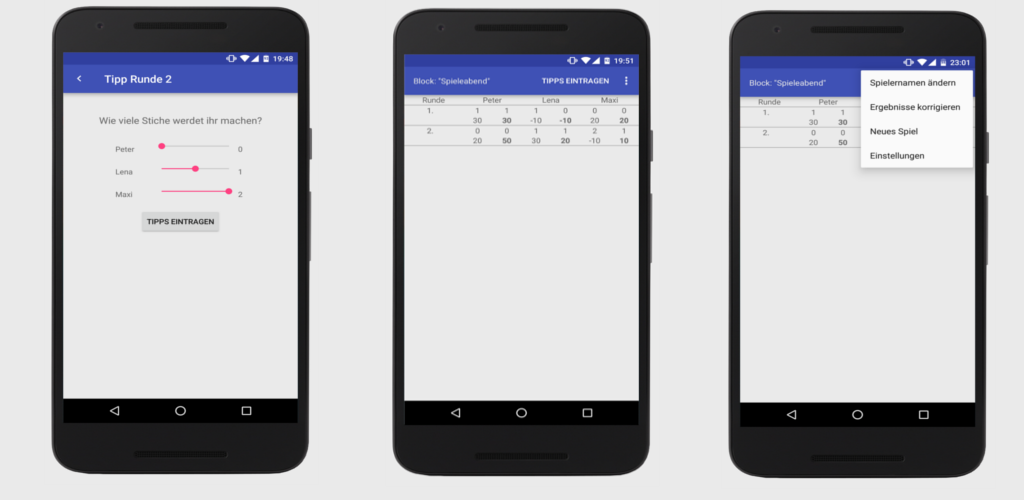 19:48
Tipp Runde 2
Wie viele Stiche werdet ihr machen?
Peter 0
Lena 1
Maxi 2
TIPPS EINTRAGEN
19:51
Block: "Spieleabend" TIPPS EINTRAGEN
Runde Peter Lena Maxi
1. 1 1 1 0 0 0
30 30 -10 -10 20 20
2. 0 0 1 1 2 1
20 50 30 20 -10 10
23:01
Block: "Spieleabend"
Runde Peter
1. 1 1
30 30
2. 0 0
20 50
Spielernamen ändern
Ergebnisse korrigieren
Neues Spiel
Einstellungen